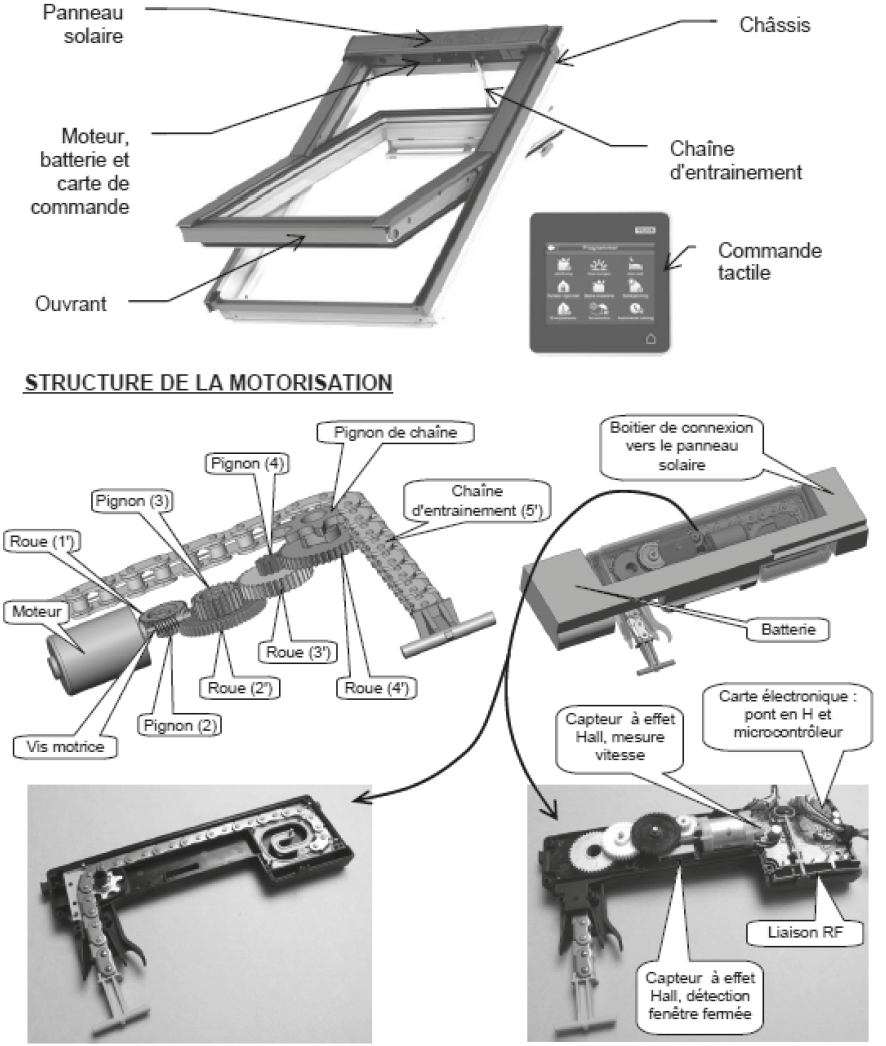 Panneau
solaire
Châssis
Moteur,
batterie et
carte de
commande
Chaîne
d'entrainement
Commande
tactile
Ouvrant
Programmer
STRUCTURE DE LA MOTORISATION
Pignon de chaîne
Pignon (4)
Pignon (3)
Chaîne
d'entrainement (5')
Roue (1')
Moteur
Roue (3')
Roue (2')
Roue (4')
Pignon (2)
Vis motrice
Boitier de connexion
vers le panneau
solaire
Batterie
Capteur à effet
Hall, mesure
vitesse
Carte électronique :
pont en H et
microcontrôleur
Liaison RF
Capteur à effet
Hall, détection
fenêtre fermée